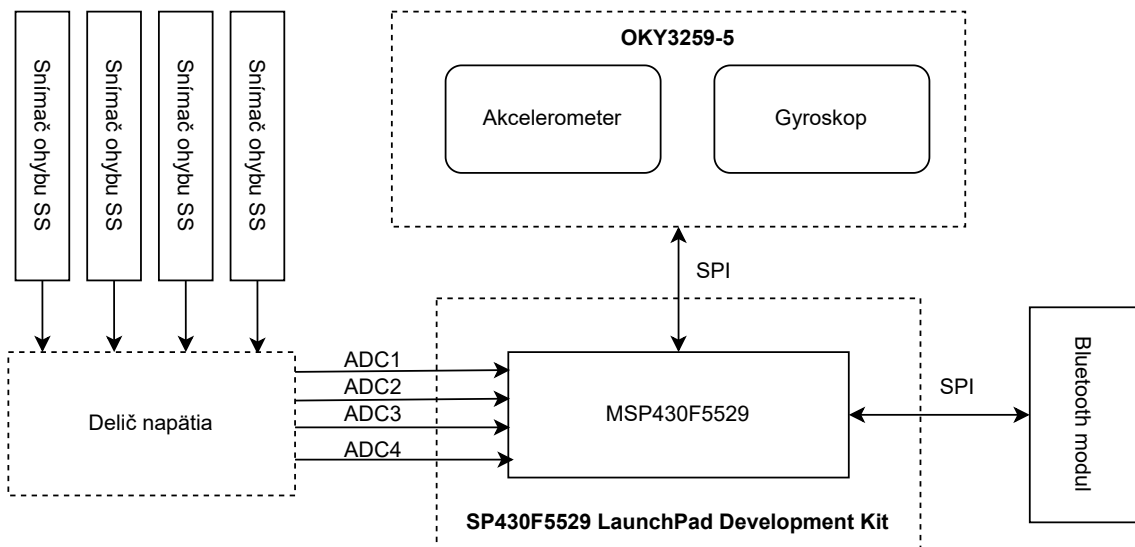 Snímač ohybu SS
Snímač ohybu SS
Snímač ohybu SS
Snímač ohybu SS
OKY3259-5
Akcelerometer
Gyroskop
SPI
Delič napätia
ADC1
ADC2
ADC3
ADC4
MSP430F5529
SP430F5529 LaunchPad Development Kit
SPI
Bluetooth modul